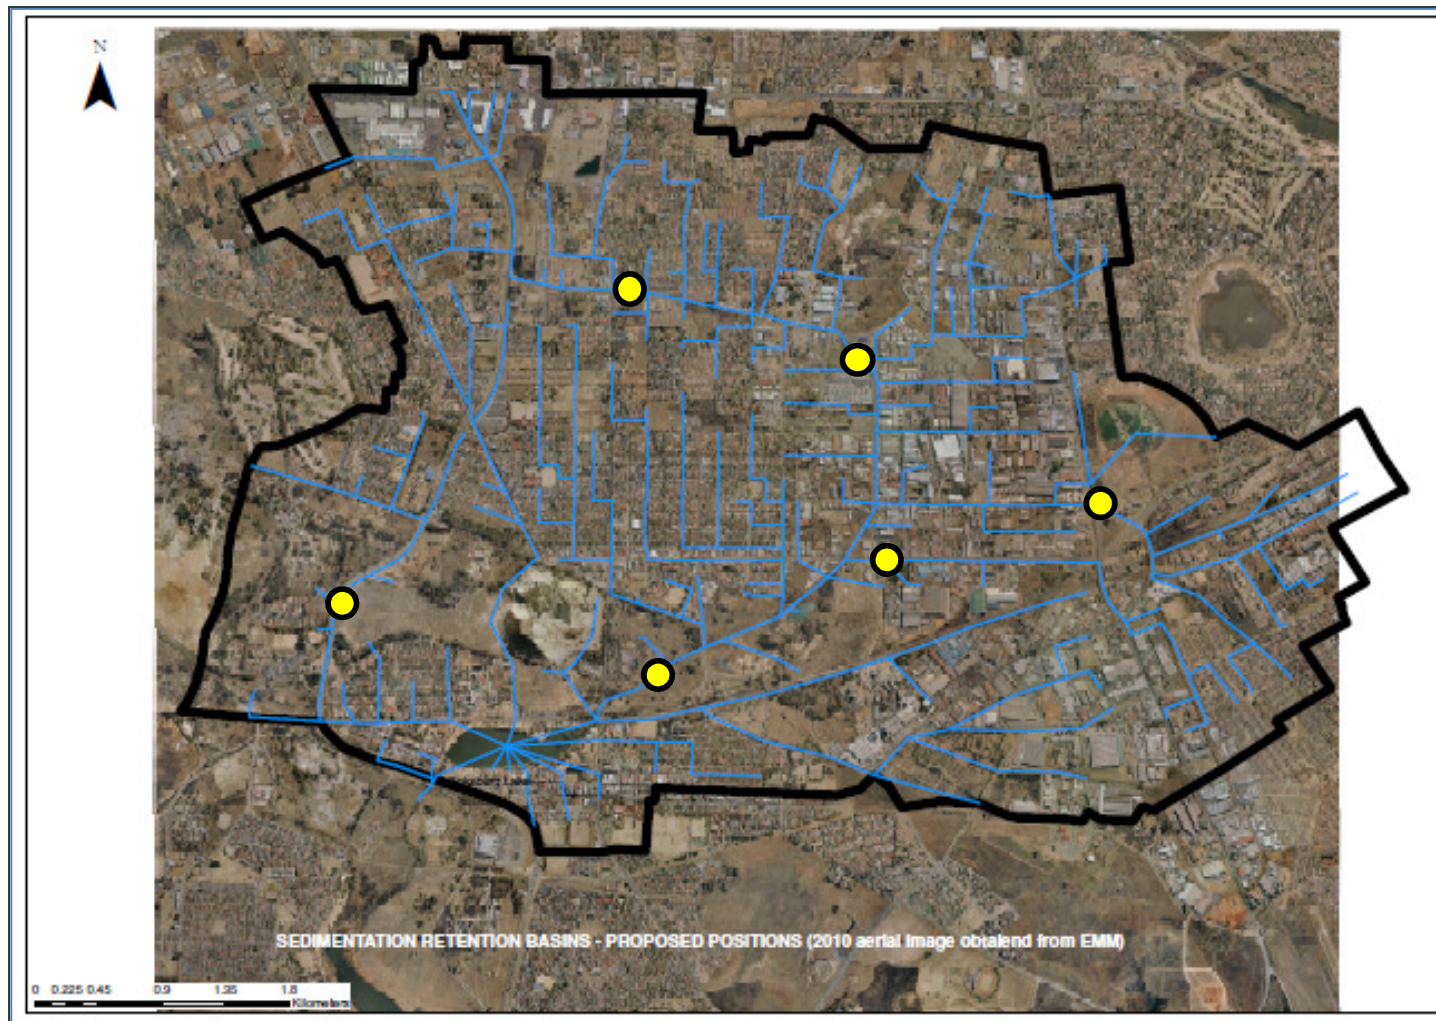 N
SEDIMENTATION RETENTION BASINS - PROPOSED POSITIONS (2010 aerial image obtalend from EMM)
0 0.225 0.45 0.9 1.35 1.8
Kilometers